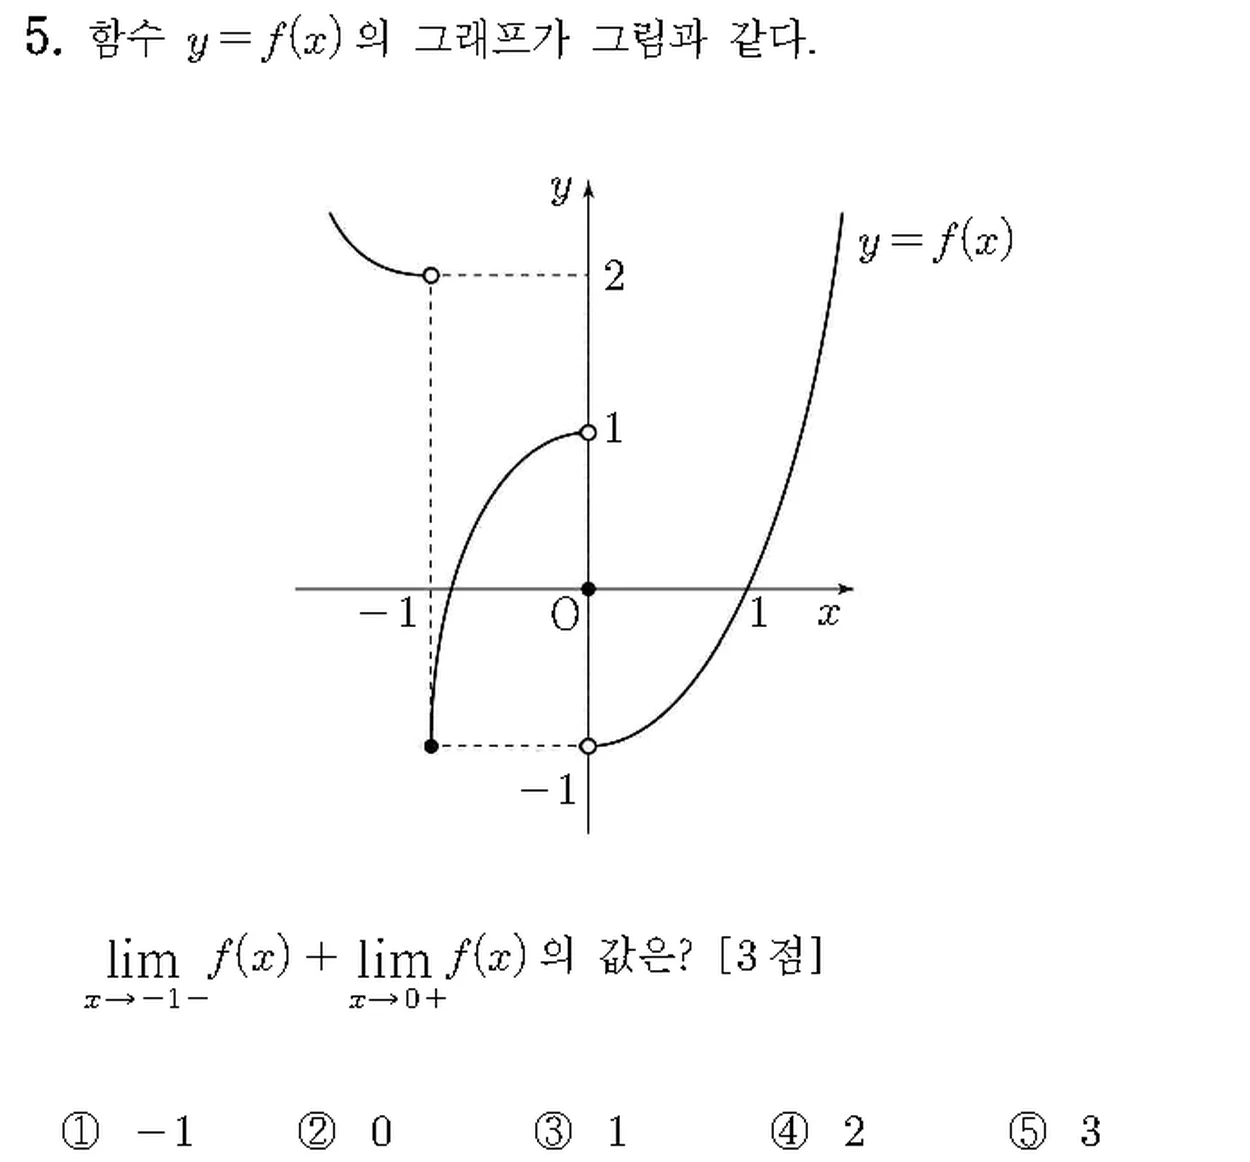 5. 함수 y=f(x)의 그래프가 그림과 같다.
y
y=f(x)
2
1
-1
O
1
x
-1
lim f(x)+ lim f(x)의 값은? [3점]
x→-1- x→0+
① -1 ② 0 ③ 1 ④ 2 ⑤ 3